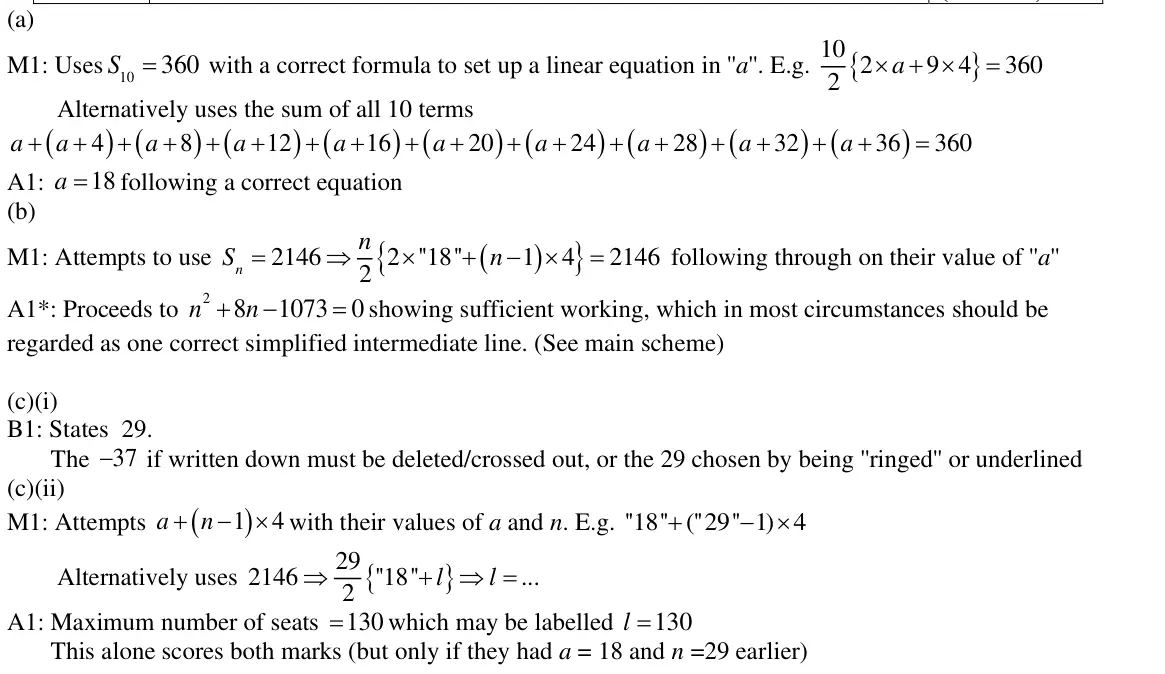 (a)
M1: Uses S₁₀ = 360 with a correct formula to set up a linear equation in "a". E.g. 10/2 {2×a+9×4} = 360
Alternatively uses the sum of all 10 terms
a+(a+4)+(a+8)+(a+12)+(a+16)+(a+20)+(a+24)+(a+28)+(a+32)+(a+36) = 360
A1: a = 18 following a correct equation
(b)
M1: Attempts to use Sₙ = 2146 ⇒ n/2 {2×"18"+(n−1)×4} = 2146 following through on their value of "a"
A1*: Proceeds to n² +8n−1073 = 0 showing sufficient working, which in most circumstances should be
regarded as one correct simplified intermediate line. (See main scheme)
(c)(i)
B1: States 29.
The −37 if written down must be deleted/crossed out, or the 29 chosen by being "ringed" or underlined
(c)(ii)
M1: Attempts a+(n−1)×4 with their values of a and n. E.g. "18"+("29"−1)×4
Alternatively uses 2146 ⇒ 29/2 {"18"+l} ⇒ l = ...
A1: Maximum number of seats =130 which may be labelled l =130
This alone scores both marks (but only if they had a = 18 and n =29 earlier)